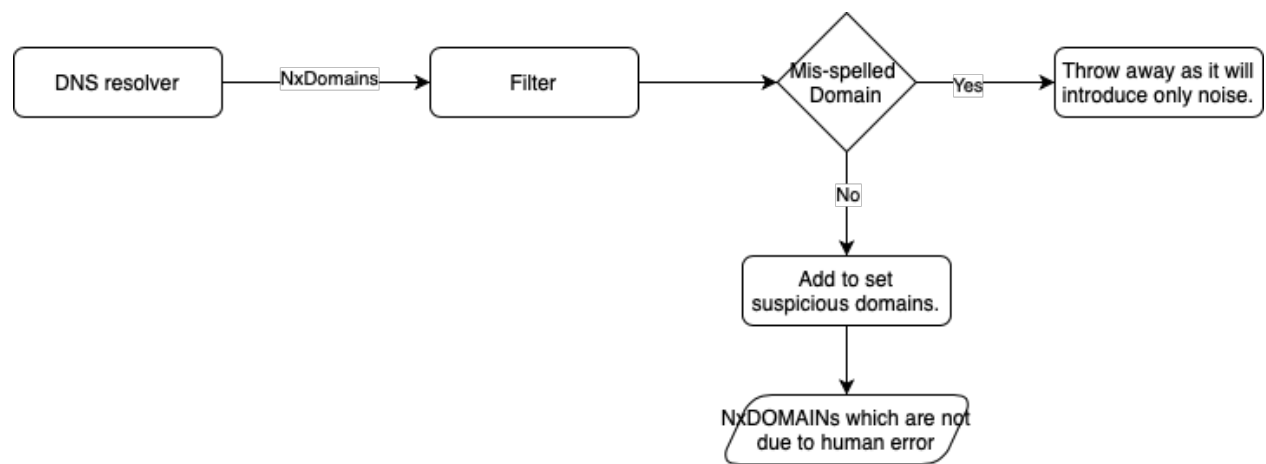 DNS resolver
NxDomains
Filter
Mis-spelled
Domain
Yes
Throw away as it will
introduce only noise.
No
Add to set
suspicious domains.
NxDOMAINs which are not
due to human error